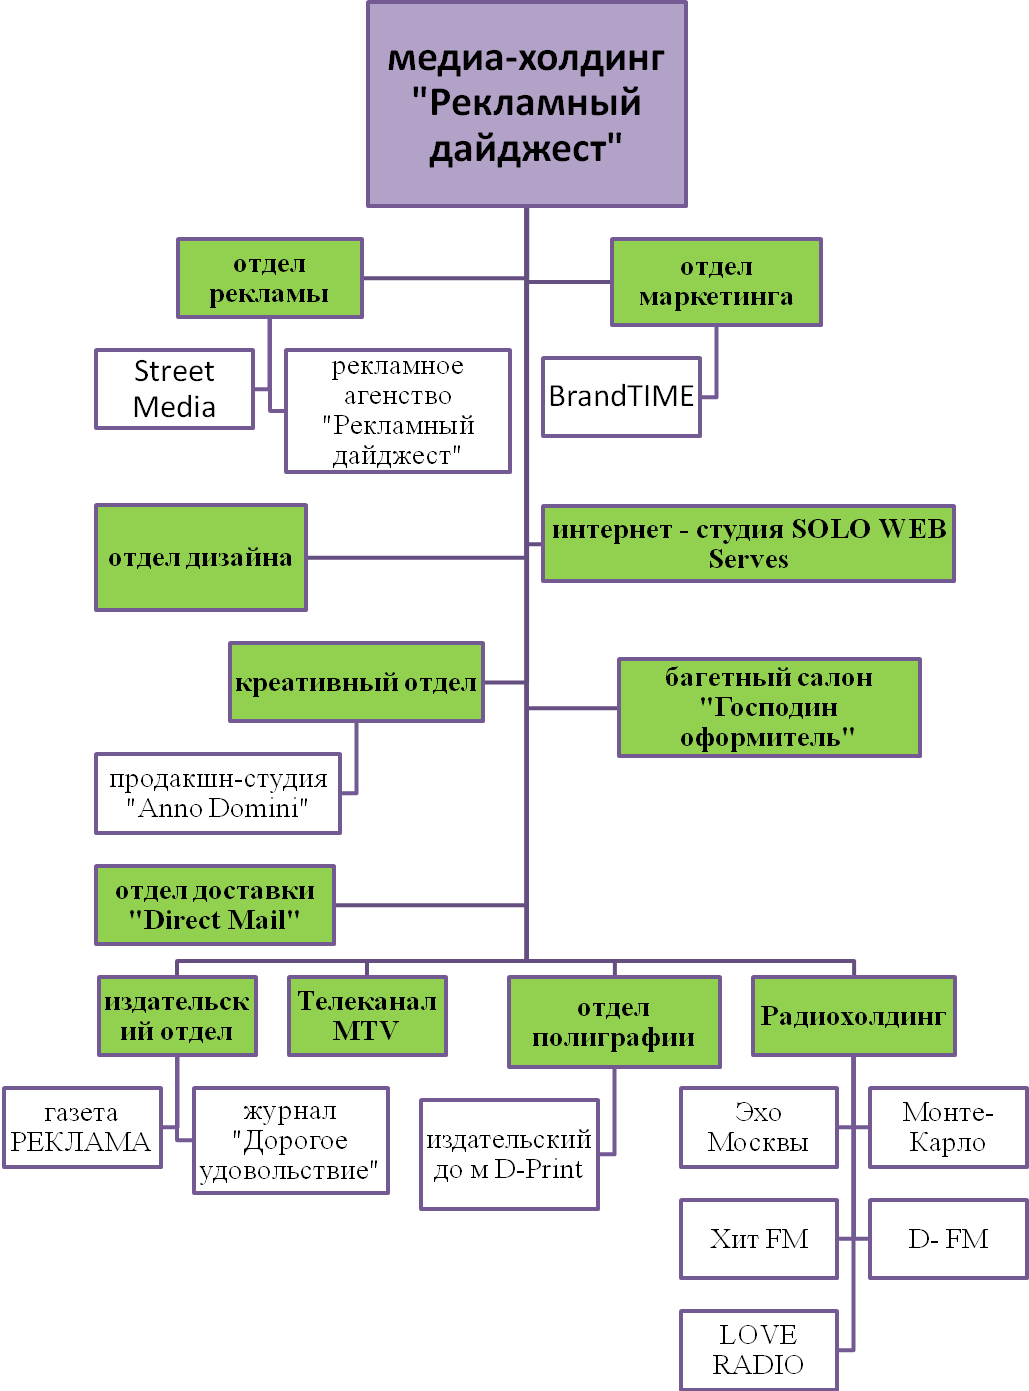 медиа-холдинг
"Рекламный
дайджест"
отдел
рекламы
отдел
маркетинга
Street
Media
рекламное
агенство
"Рекламный
дайджест"
BrandTIME
отдел дизайна
интернет - студия SOLO WEB
Serves
креативный отдел
багетный салон
"Господин
оформитель"
продакшн-студия
"Anno Domini"
отдел доставки
"Direct Mail"
издательск
ий отдел
Телеканал
MTV
отдел
полиграфии
Радиохолдинг
газета
РЕКЛАМА
журнал
"Дорогое
удовольствие"
издательский
до м D-Print
Эхо
Москвы
Монте-
Карло
Хит FM
D- FM
LOVE
RADIO